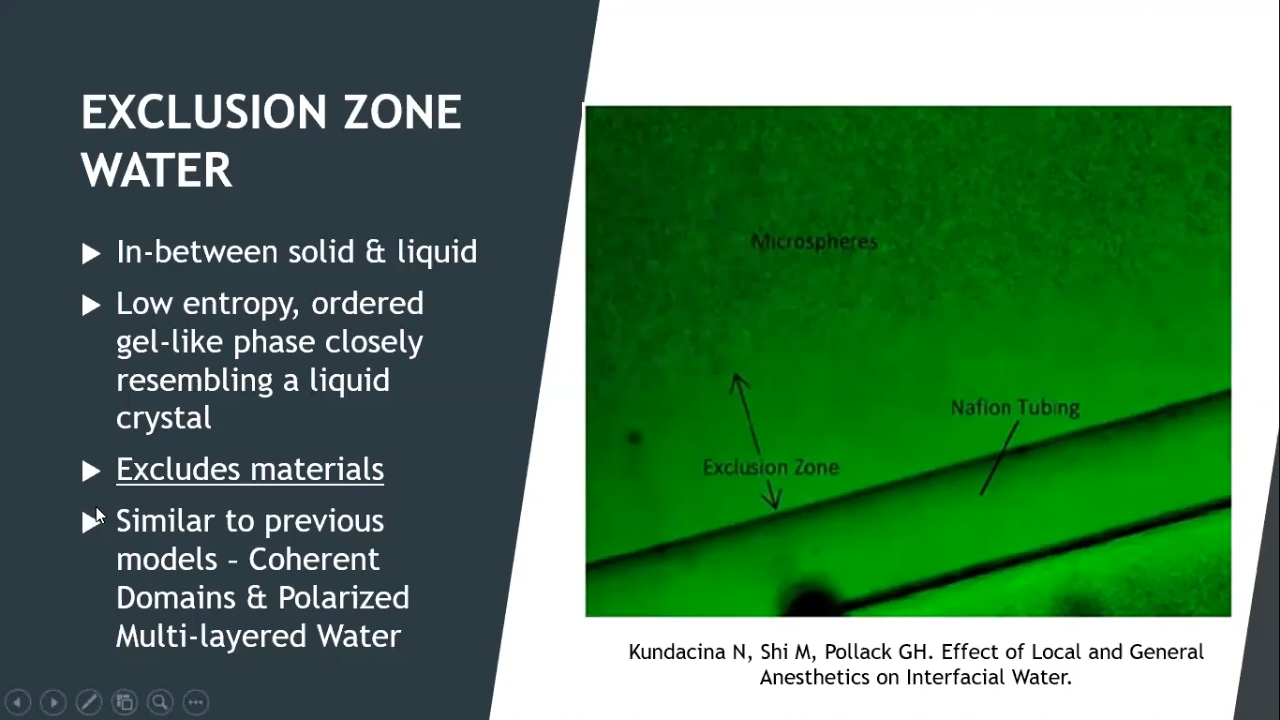 EXCLUSION ZONE
WATER
In-between solid & liquid
Low entropy, ordered
gel-like phase closely
resembling a liquid
crystal
Excludes materials
Similar to previous
models – Coherent
Domains & Polarized
Multi-layered Water
Microspheres
Nafion Tubing
Exclusion Zone
Kundacina N, Shi M, Pollack GH. Effect of Local and General
Anesthetics on Interfacial Water.